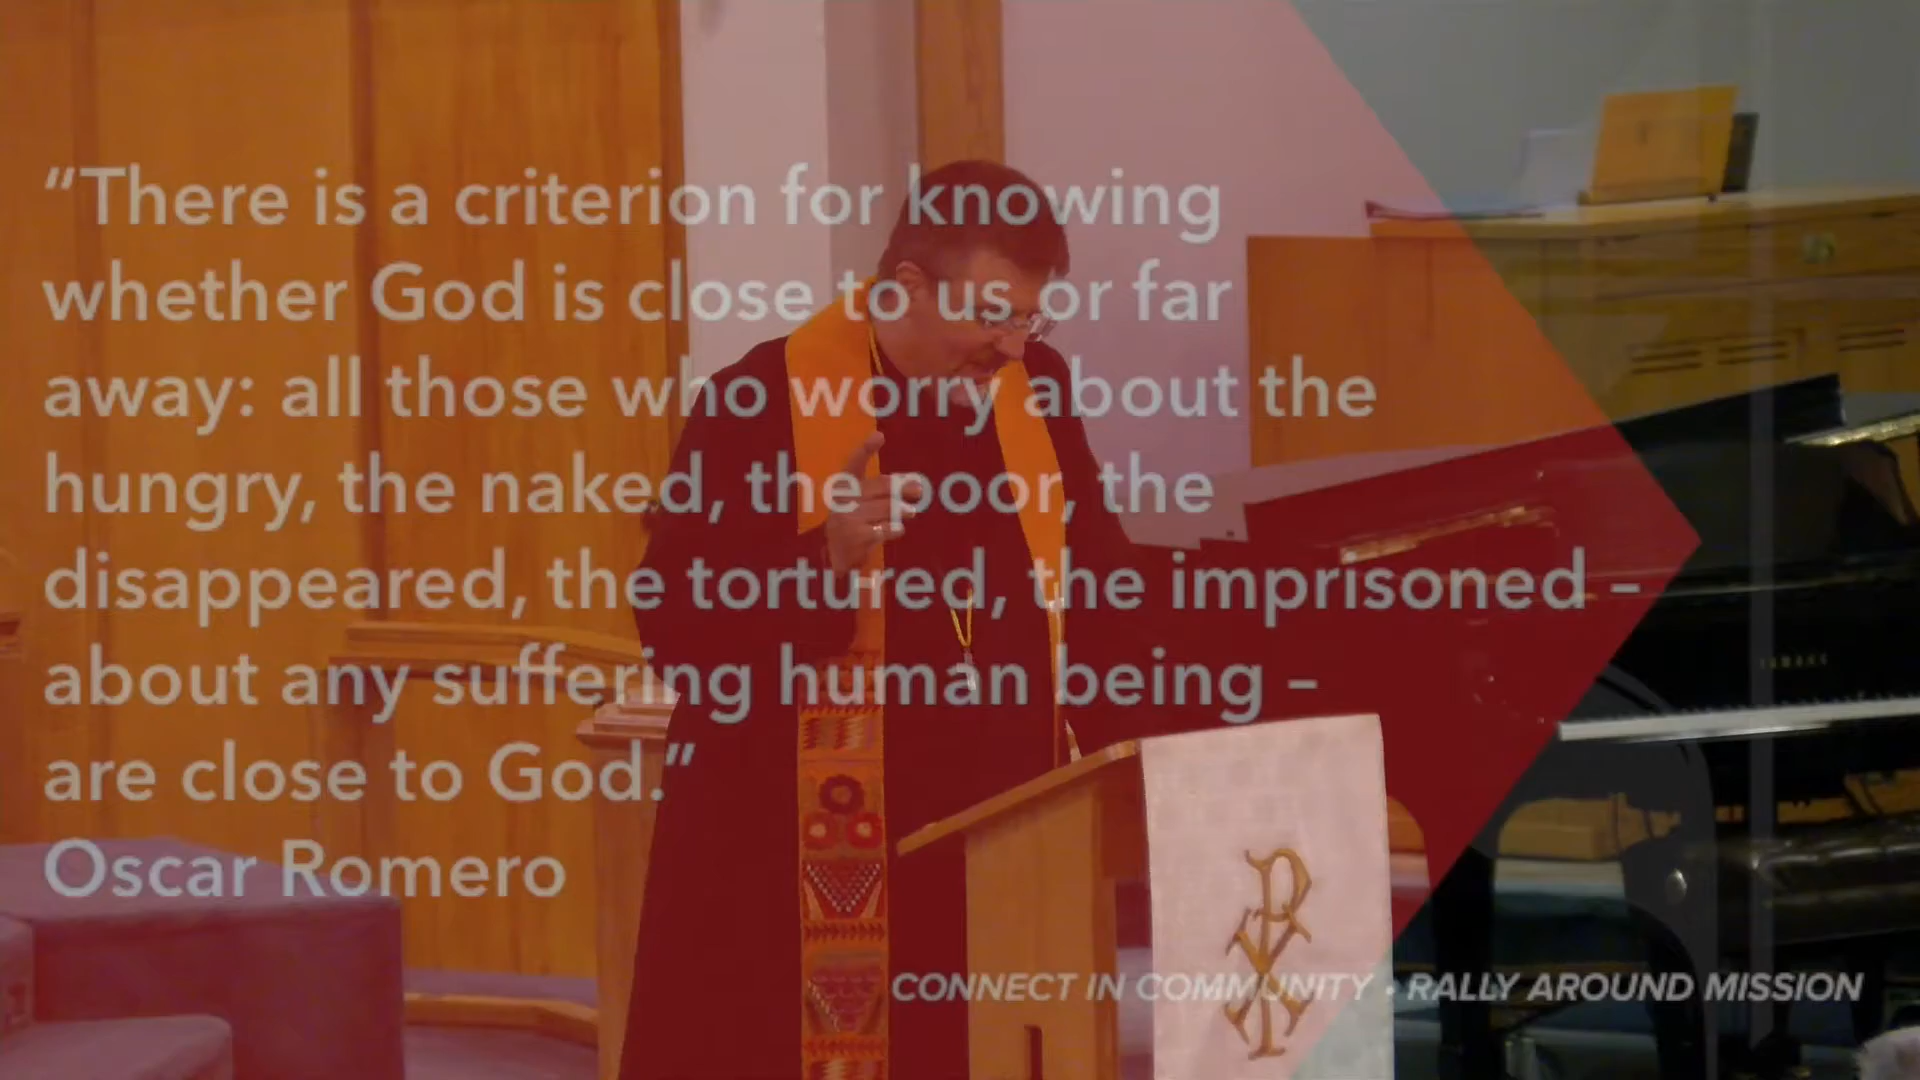 “There is a criterion for knowing
whether God is close to us or far
away: all those who worry about the
hungry, the naked, the poor, the
disappeared, the tortured, the imprisoned –
about any suffering human being –
are close to God.”
Oscar Romero
CONNECT IN COMMUNITY • RALLY AROUND MISSION
YAMAHA